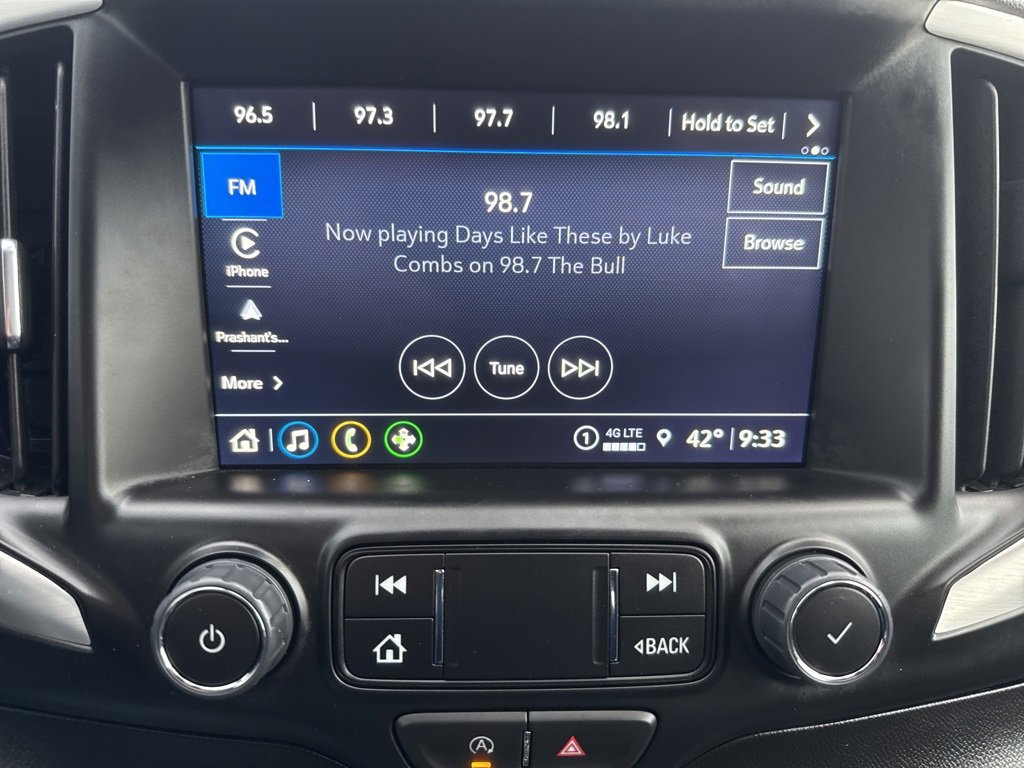 96.5 | 97.3 | 97.7 | 98.1 | Hold to Set |
FM
98.7
Sound
Now playing Days Like These by Luke
Combs on 98.7 The Bull
Browse
iPhone
Prashant's...
More
Tune
1 4G LTE 42° | 9:33
BACK
A